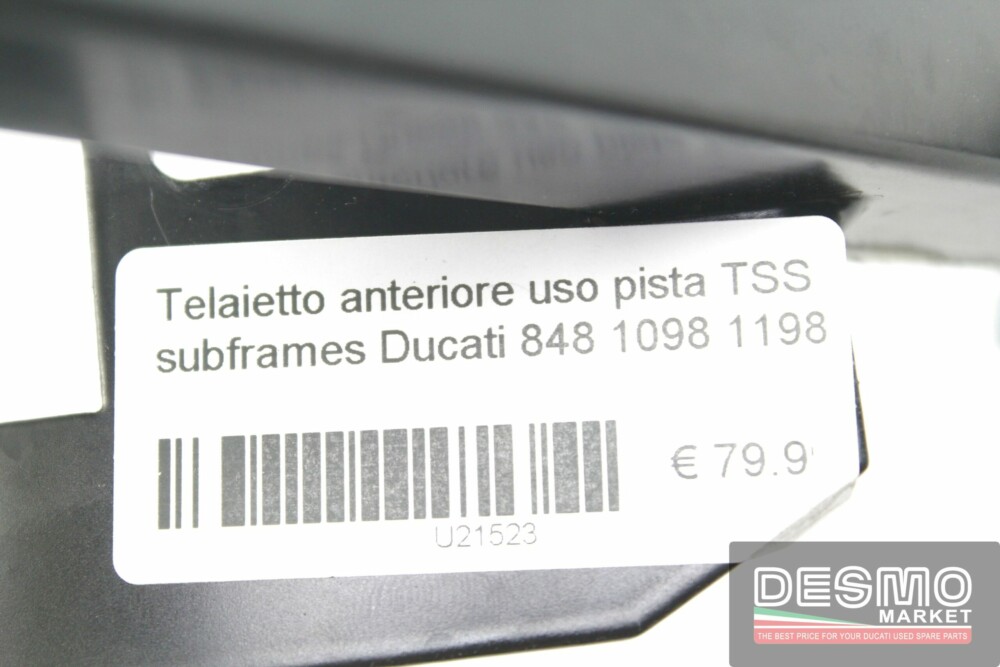 Telaietto anteriore uso pista TSS
subframes Ducati 848 1098 1198
€ 79.9
U21523
DESMO
MARKET
THE BEST PRICE FOR YOUR DUCATI USED SPARE PARTS